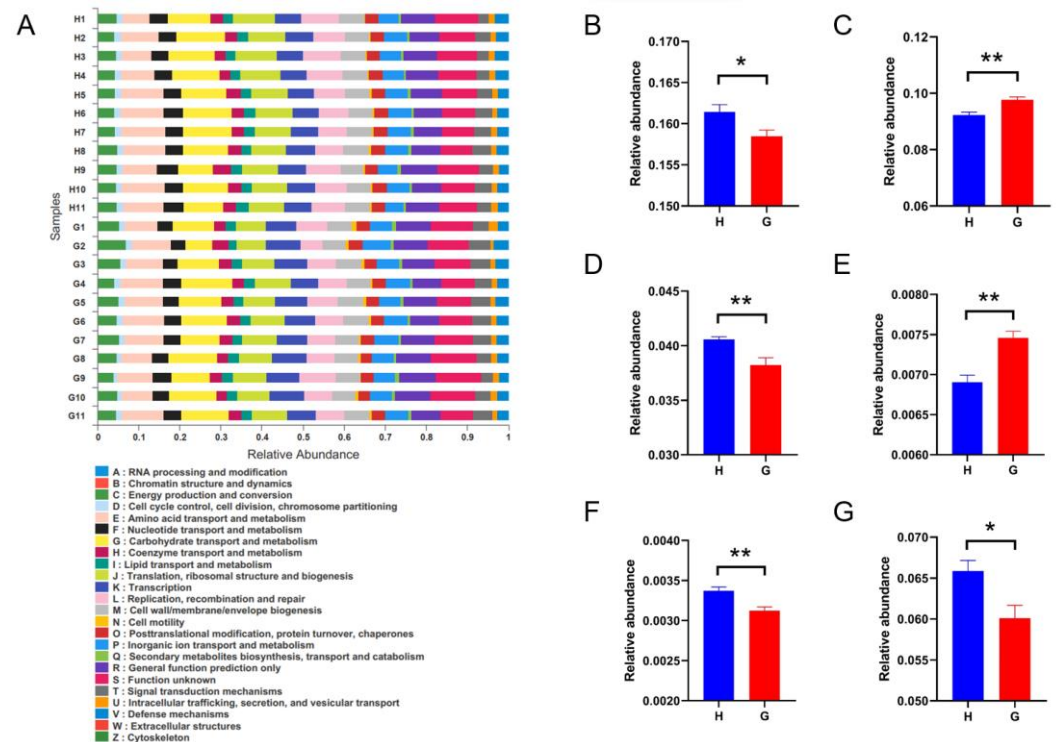 A
H1
H2
H3
H4
H5
H6
H7
H8
H9
H10
H11
G1
G2
G3
G4
G5
G6
G7
G8
G9
G10
G11
Samples
0 0.1 0.2 0.3 0.4 0.5 0.6 0.7 0.8 0.9 1
Relative Abundance
A : RNA processing and modification
B : Chromatin structure and dynamics
C : Energy production and conversion
D : Cell cycle control, cell division, chromosome partitioning
E : Amino acid transport and metabolism
F : Nucleotide transport and metabolism
G : Carbohydrate transport and metabolism
H : Coenzyme transport and metabolism
I : Lipid transport and metabolism
J : Translation, ribosomal structure and biogenesis
K : Transcription
L : Replication, recombination and repair
M : Cell wall/membrane/envelope biogenesis
N : Cell motility
O : Posttranslational modification, protein turnover, chaperones
P : Inorganic ion transport and metabolism
Q : Secondary metabolites biosynthesis, transport and catabolism
R : General function prediction only
S : Function unknown
T : Signal transduction mechanisms
U : Intracellular trafficking, secretion, and vesicular transport
V : Defense mechanisms
W : Extracellular structures
Z : Cytoskeleton
B
0.170
0.165
0.160
0.155
0.150
Relative abundance
*
H G
C
0.12
0.10
0.08
0.06
Relative abundance
**
H G
D
0.045
0.040
0.035
0.030
Relative abundance
**
H G
E
0.0080
0.0075
0.0070
0.0065
0.0060
Relative abundance
**
H G
F
0.0040
0.0035
0.0030
0.0025
0.0020
Relative abundance
**
H G
G
0.070
0.065
0.060
0.055
0.050
Relative abundance
*
H G